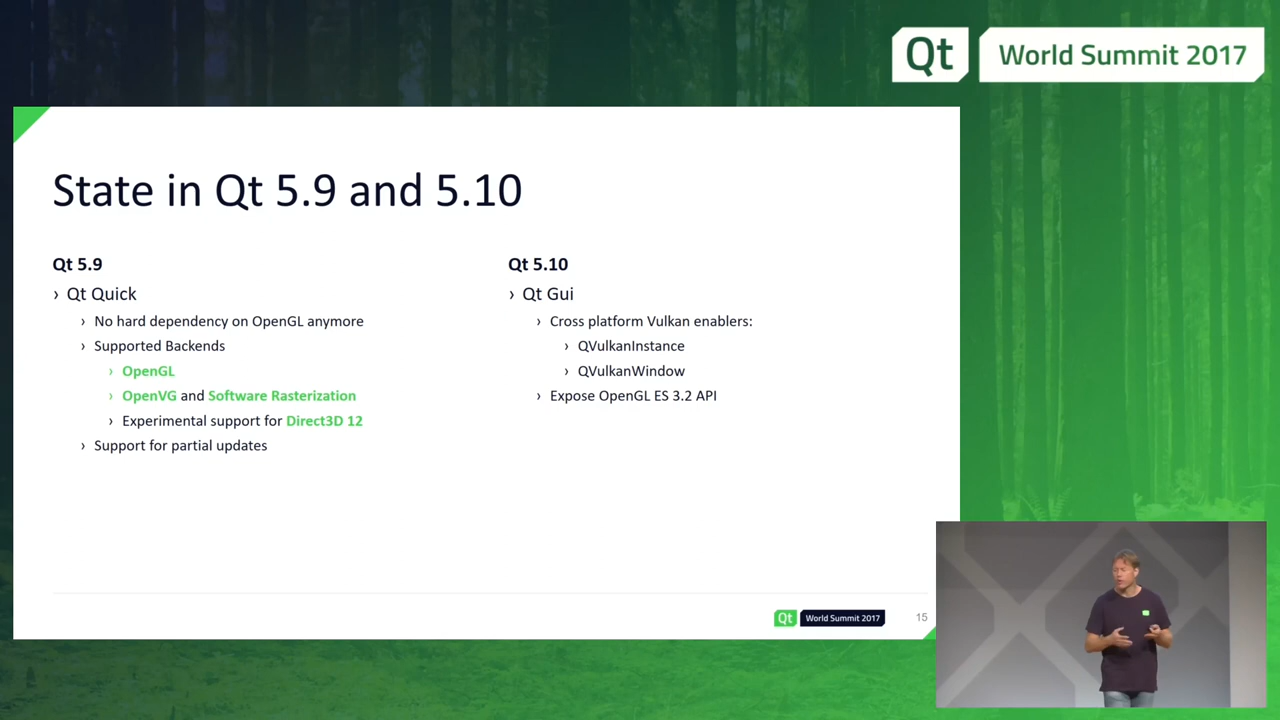 Qt World Summit 2017
State in Qt 5.9 and 5.10
Qt 5.9
› Qt Quick
› No hard dependency on OpenGL anymore
› Supported Backends
› OpenGL
› OpenVG and Software Rasterization
› Experimental support for Direct3D 12
› Support for partial updates
Qt 5.10
› Qt Gui
› Cross platform Vulkan enablers:
› QVulkanInstance
› QVulkanWindow
› Expose OpenGL ES 3.2 API
Qt World Summit 2017
15